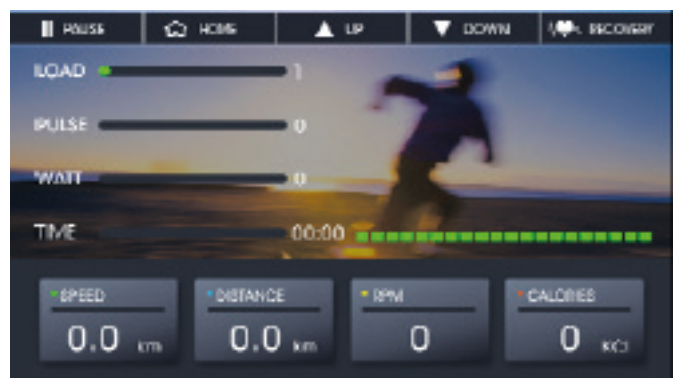 PAUSE HOME UP DOWN RECOVERY
LOAD 1
PULSE 0
WATT 0
TIME 00:00
SPEED DISTANCE RPM CALORIES
0.0 km 0.0 km 0 0 KCl